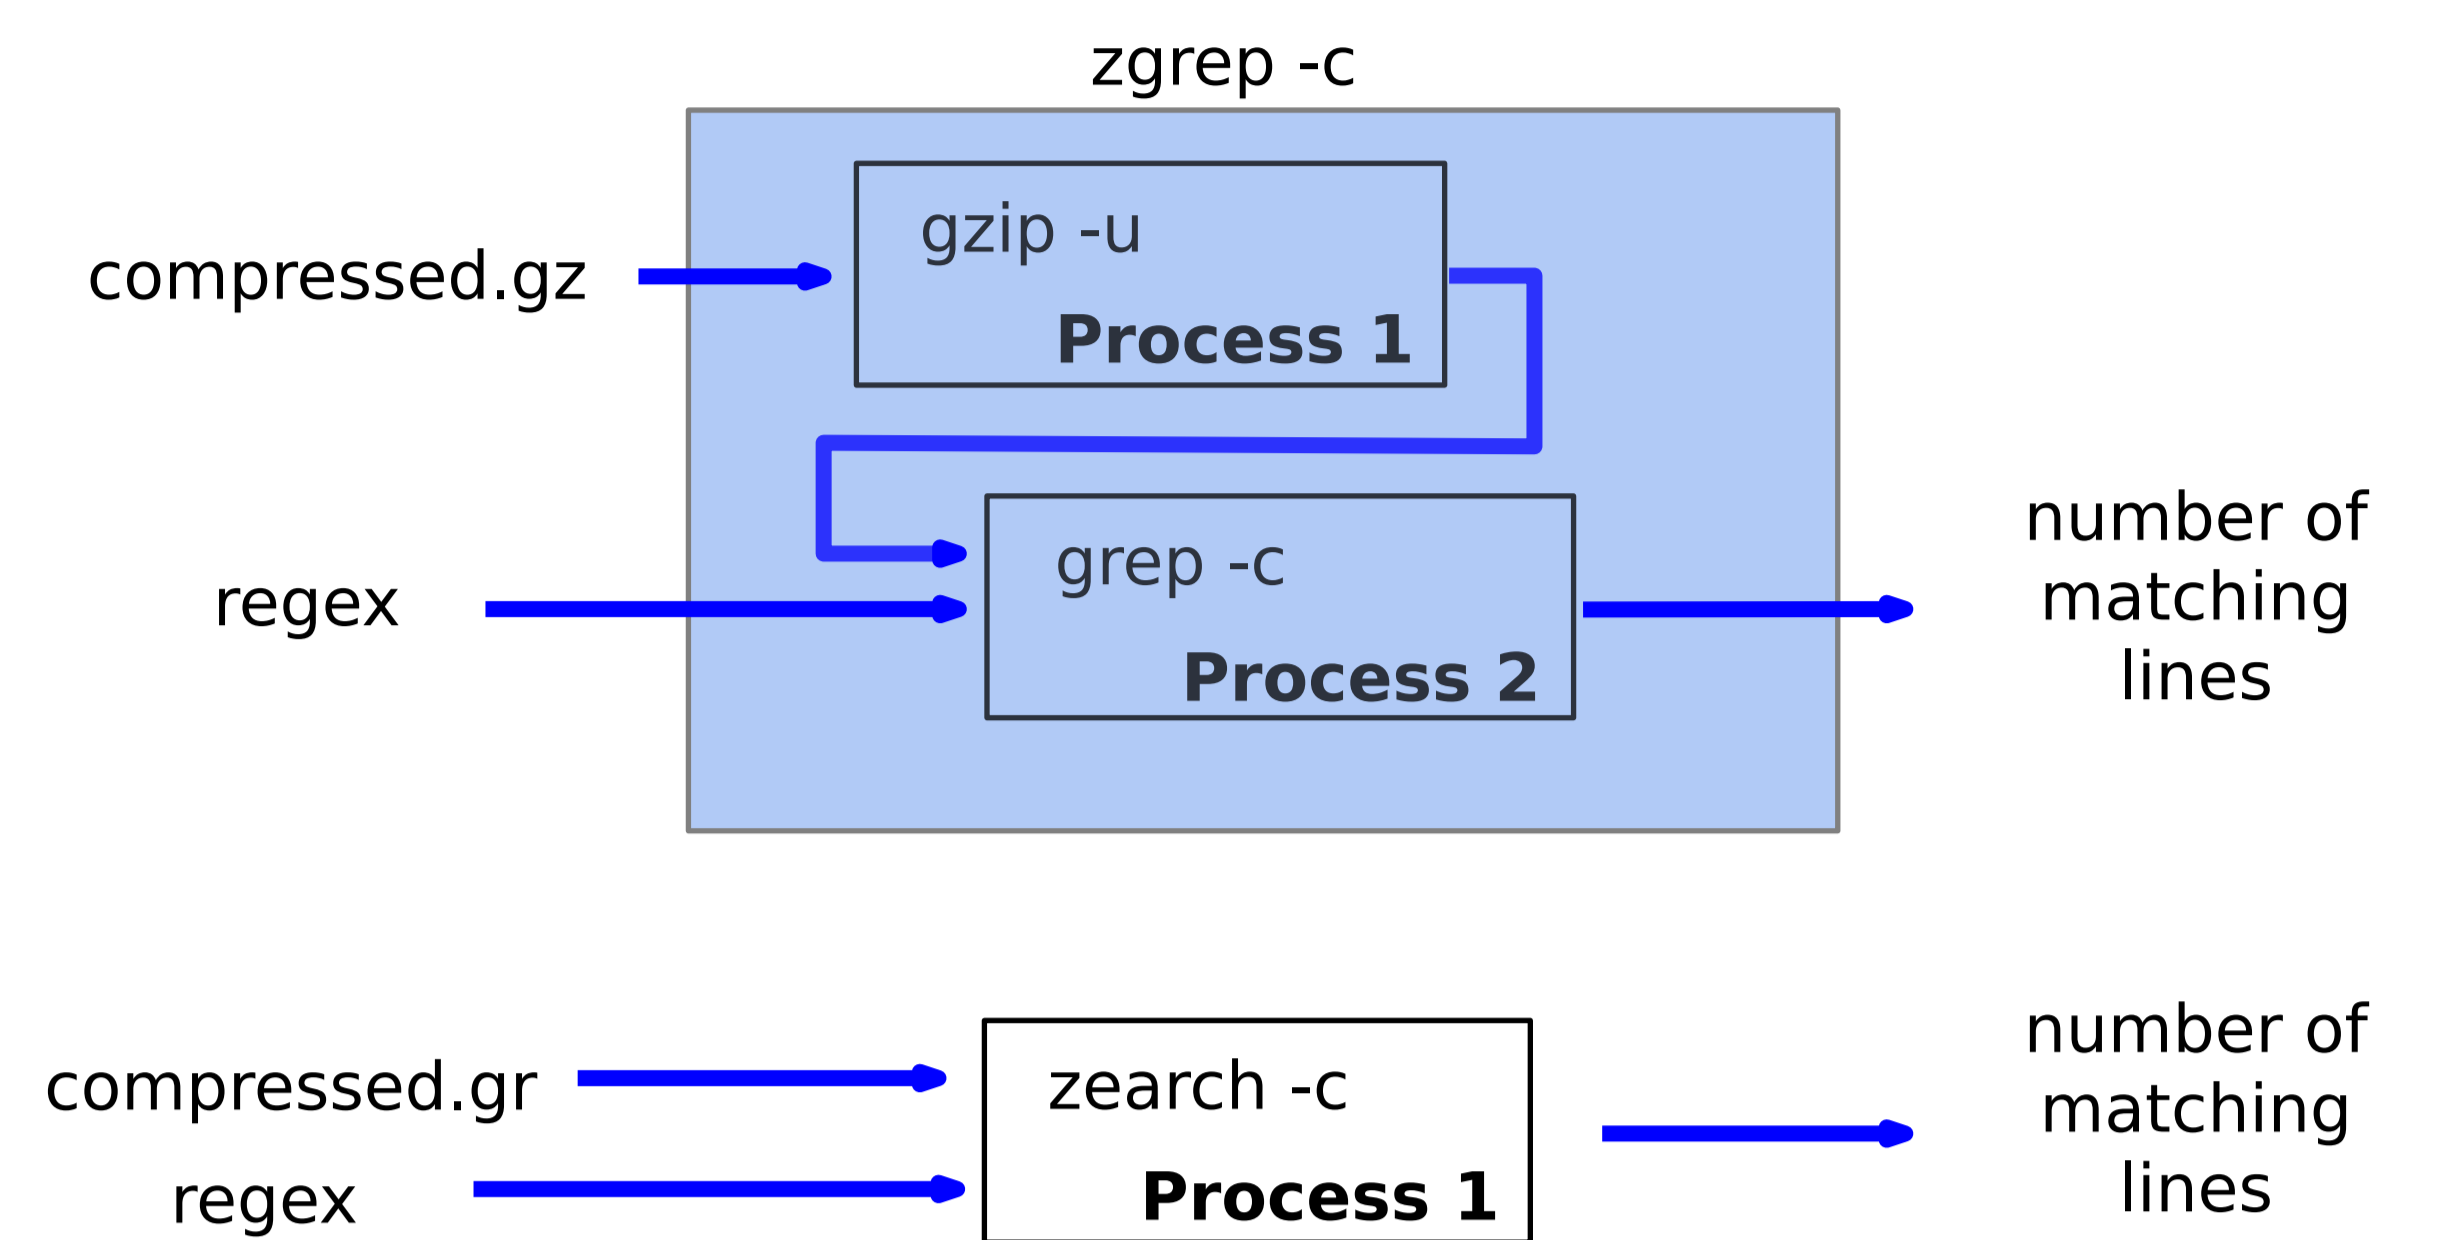 zgrep -c
compressed.gz
gzip -u
Process 1
regex
grep -c
Process 2
number of
matching
lines
compressed.gr
regex
zearch -c
Process 1
number of
matching
lines